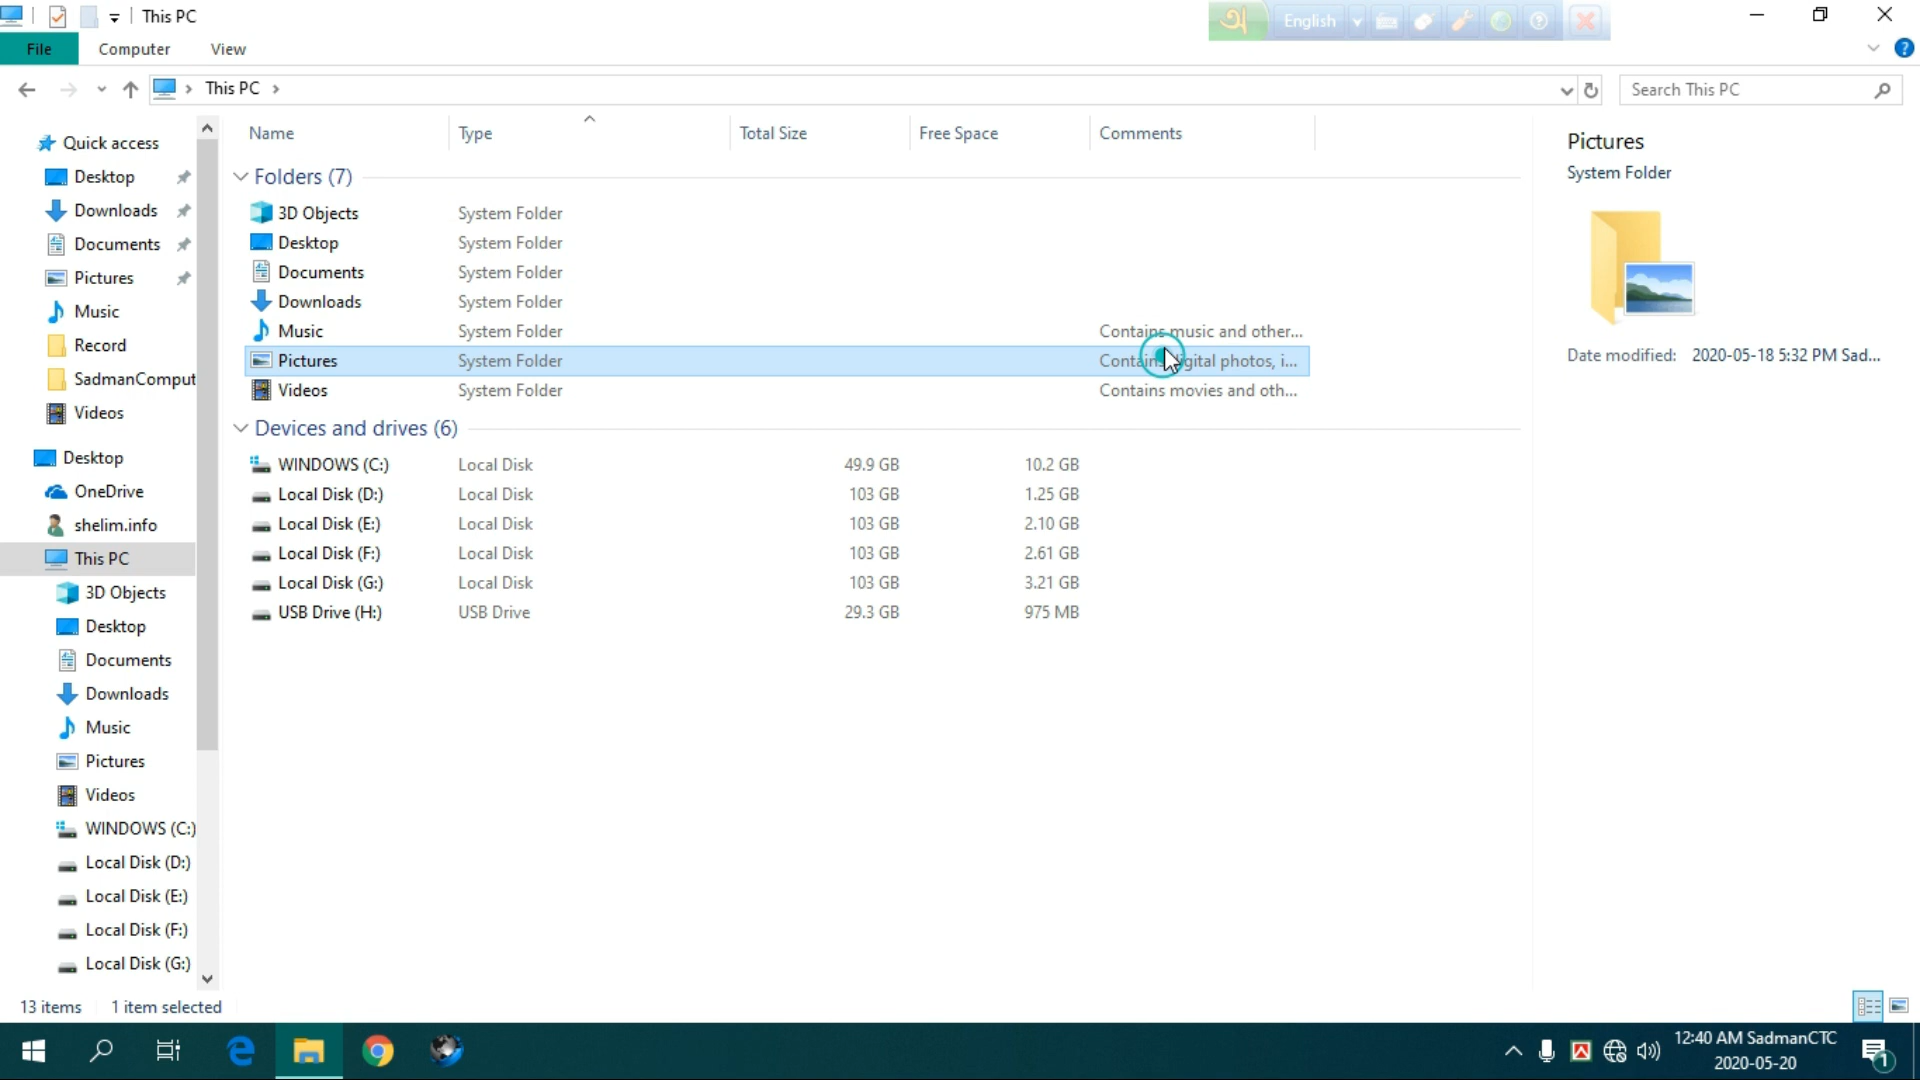 This PC
অ English
File Computer View
This PC
Search This PC
Quick access
Desktop
Downloads
Documents
Pictures
Music
Record
SadmanComput
Videos
Desktop
OneDrive
shelim.info
This PC
3D Objects
Desktop
Documents
Downloads
Music
Pictures
Videos
WINDOWS (C:)
Local Disk (D:)
Local Disk (E:)
Local Disk (F:)
Local Disk (G:)
Name Type Total Size Free Space Comments
Folders (7)
3D Objects System Folder
Desktop System Folder
Documents System Folder
Downloads System Folder
Music System Folder Contains music and other...
Pictures System Folder Contains digital photos, i...
Videos System Folder Contains movies and oth...
Devices and drives (6)
WINDOWS (C:) Local Disk 49.9 GB 10.2 GB
Local Disk (D:) Local Disk 103 GB 1.25 GB
Local Disk (E:) Local Disk 103 GB 2.10 GB
Local Disk (F:) Local Disk 103 GB 2.61 GB
Local Disk (G:) Local Disk 103 GB 3.21 GB
USB Drive (H:) USB Drive 29.3 GB 975 MB
Pictures
System Folder
Date modified: 2020-05-18 5:32 PM Sad...
13 items 1 item selected
12:40 AM SadmanCTC
2020-05-20
1